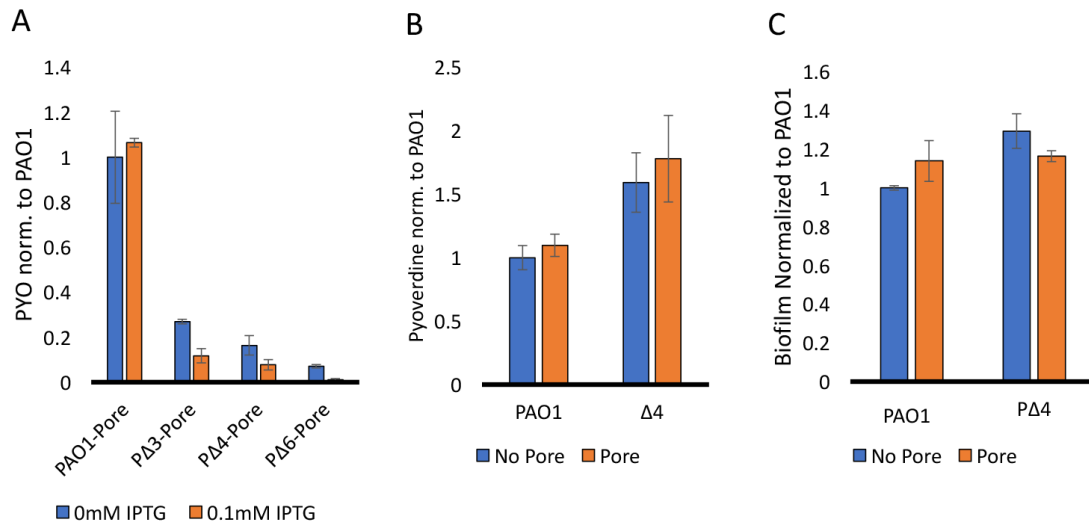 A
PYO norm. to PAO1
1.4
1.2
1
0.8
0.6
0.4
0.2
0
PAO1-Pore
PΔ3-Pore
PΔ4-Pore
PΔ6-Pore
0mM IPTG 0.1mM IPTG
B
Pyoverdine norm. to PAO1
2.5
2
1.5
1
0.5
0
PAO1 Δ4
No Pore Pore
C
Biofilm Normalized to PAO1
1.6
1.4
1.2
1
0.8
0.6
0.4
0.2
0
PAO1 PΔ4
No Pore Pore